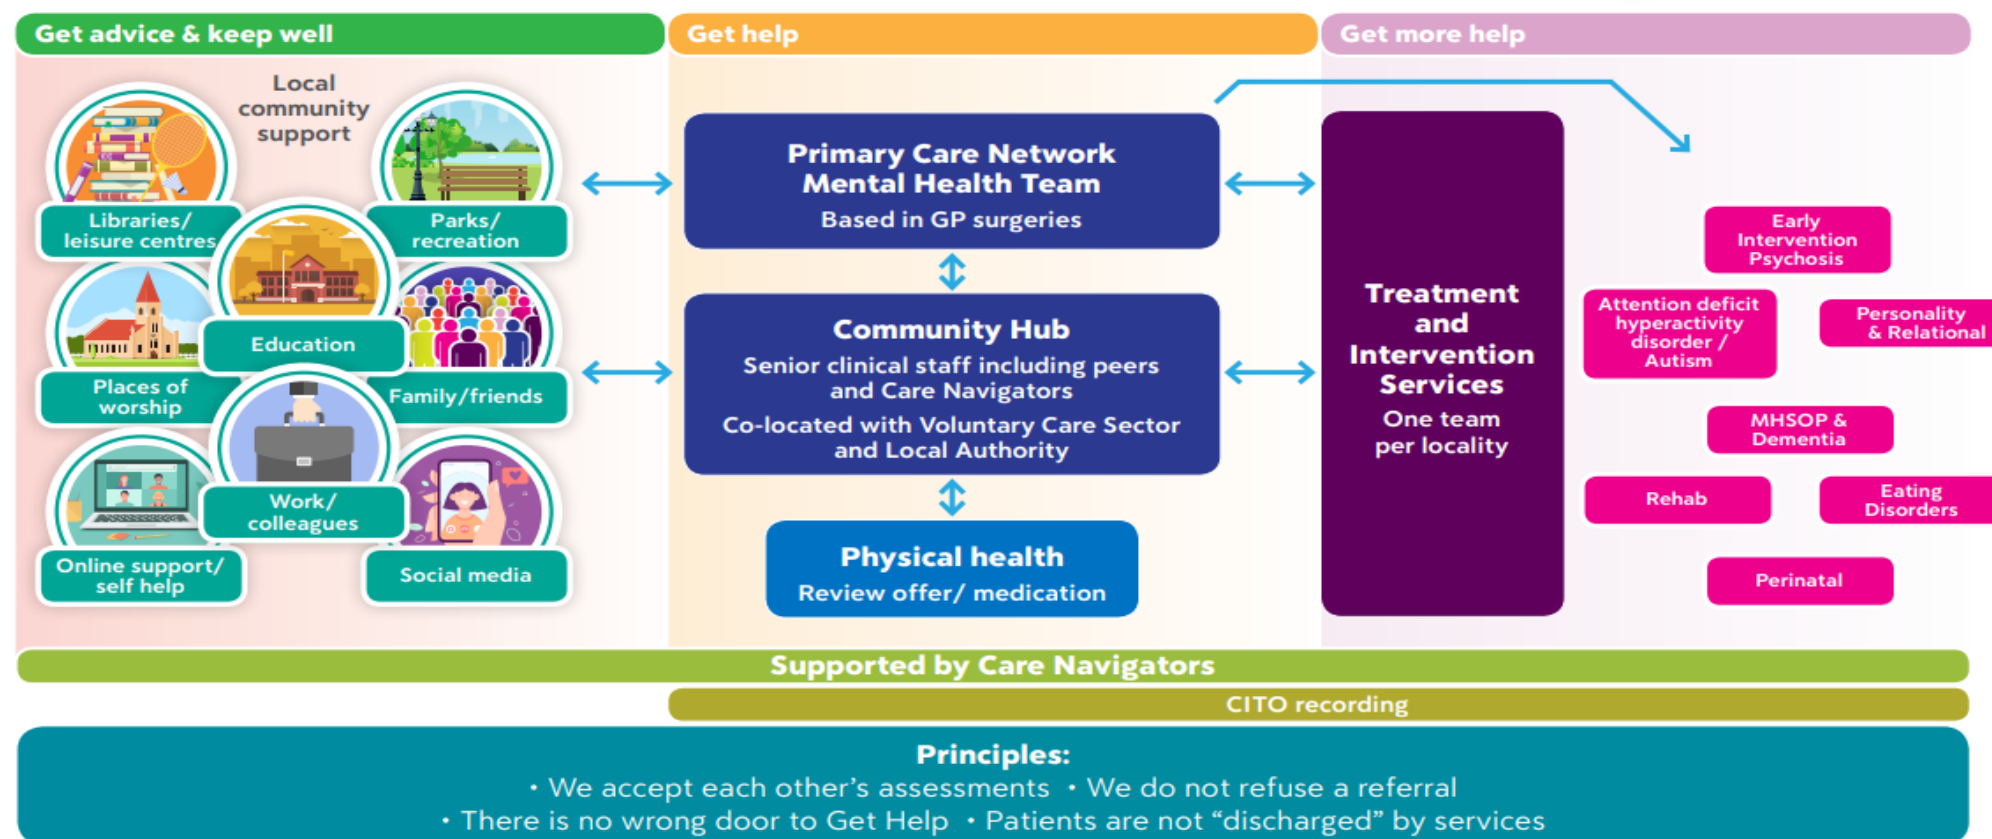 Get advice & keep well
Get help
Get more help
Local
community
support
Libraries/
leisure centres
Parks/
recreation
Education
Places of
worship
Family/friends
Work/
colleagues
Online support/
self help
Social media
Primary Care Network
Mental Health Team
Based in GP surgeries
Community Hub
Senior clinical staff including peers
and Care Navigators
Co-located with Voluntary Care Sector
and Local Authority
Physical health
Review offer/ medication
Treatment
and
Intervention
Services
One team
per locality
Early
Intervention
Psychosis
Attention deficit
hyperactivity
disorder /
Autism
Personality
& Relational
MHSOP &
Dementia
Rehab
Eating
Disorders
Perinatal
Supported by Care Navigators
CITO recording
Principles:
• We accept each other’s assessments • We do not refuse a referral
• There is no wrong door to Get Help • Patients are not “discharged” by services